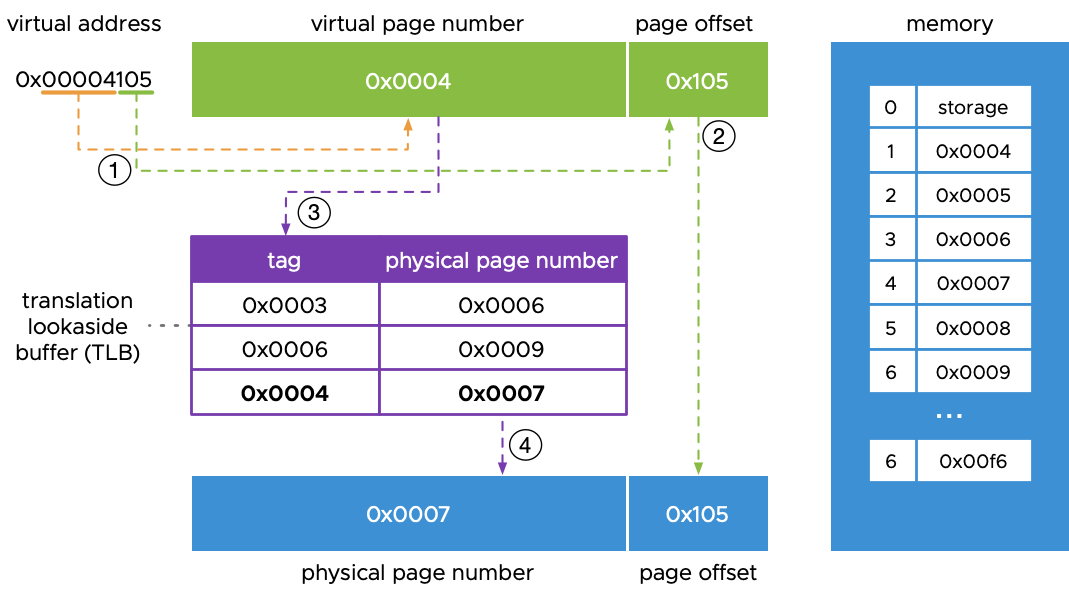 virtual address
virtual page number
page offset
memory
0x00004105
0x0004
0x105
1
2
3
tag
physical page number
0x0003
0x0006
0x0006
0x0009
0x0004
0x0007
translation
lookaside
buffer (TLB)
4
0x0007
0x105
physical page number
page offset
0
storage
1
0x0004
2
0x0005
3
0x0006
4
0x0007
5
0x0008
6
0x0009
...
6
0x00f6